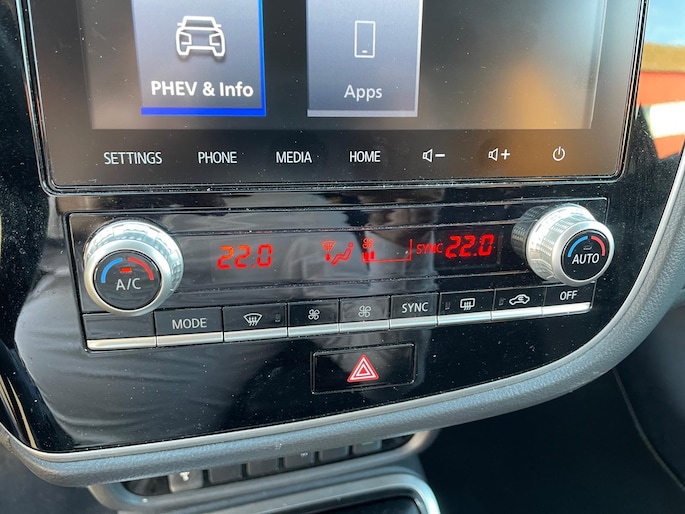 PHEV & Info
Apps
SETTINGS PHONE MEDIA HOME
22.0 SYNC 22.0
A/C
AUTO
MODE SYNC OFF